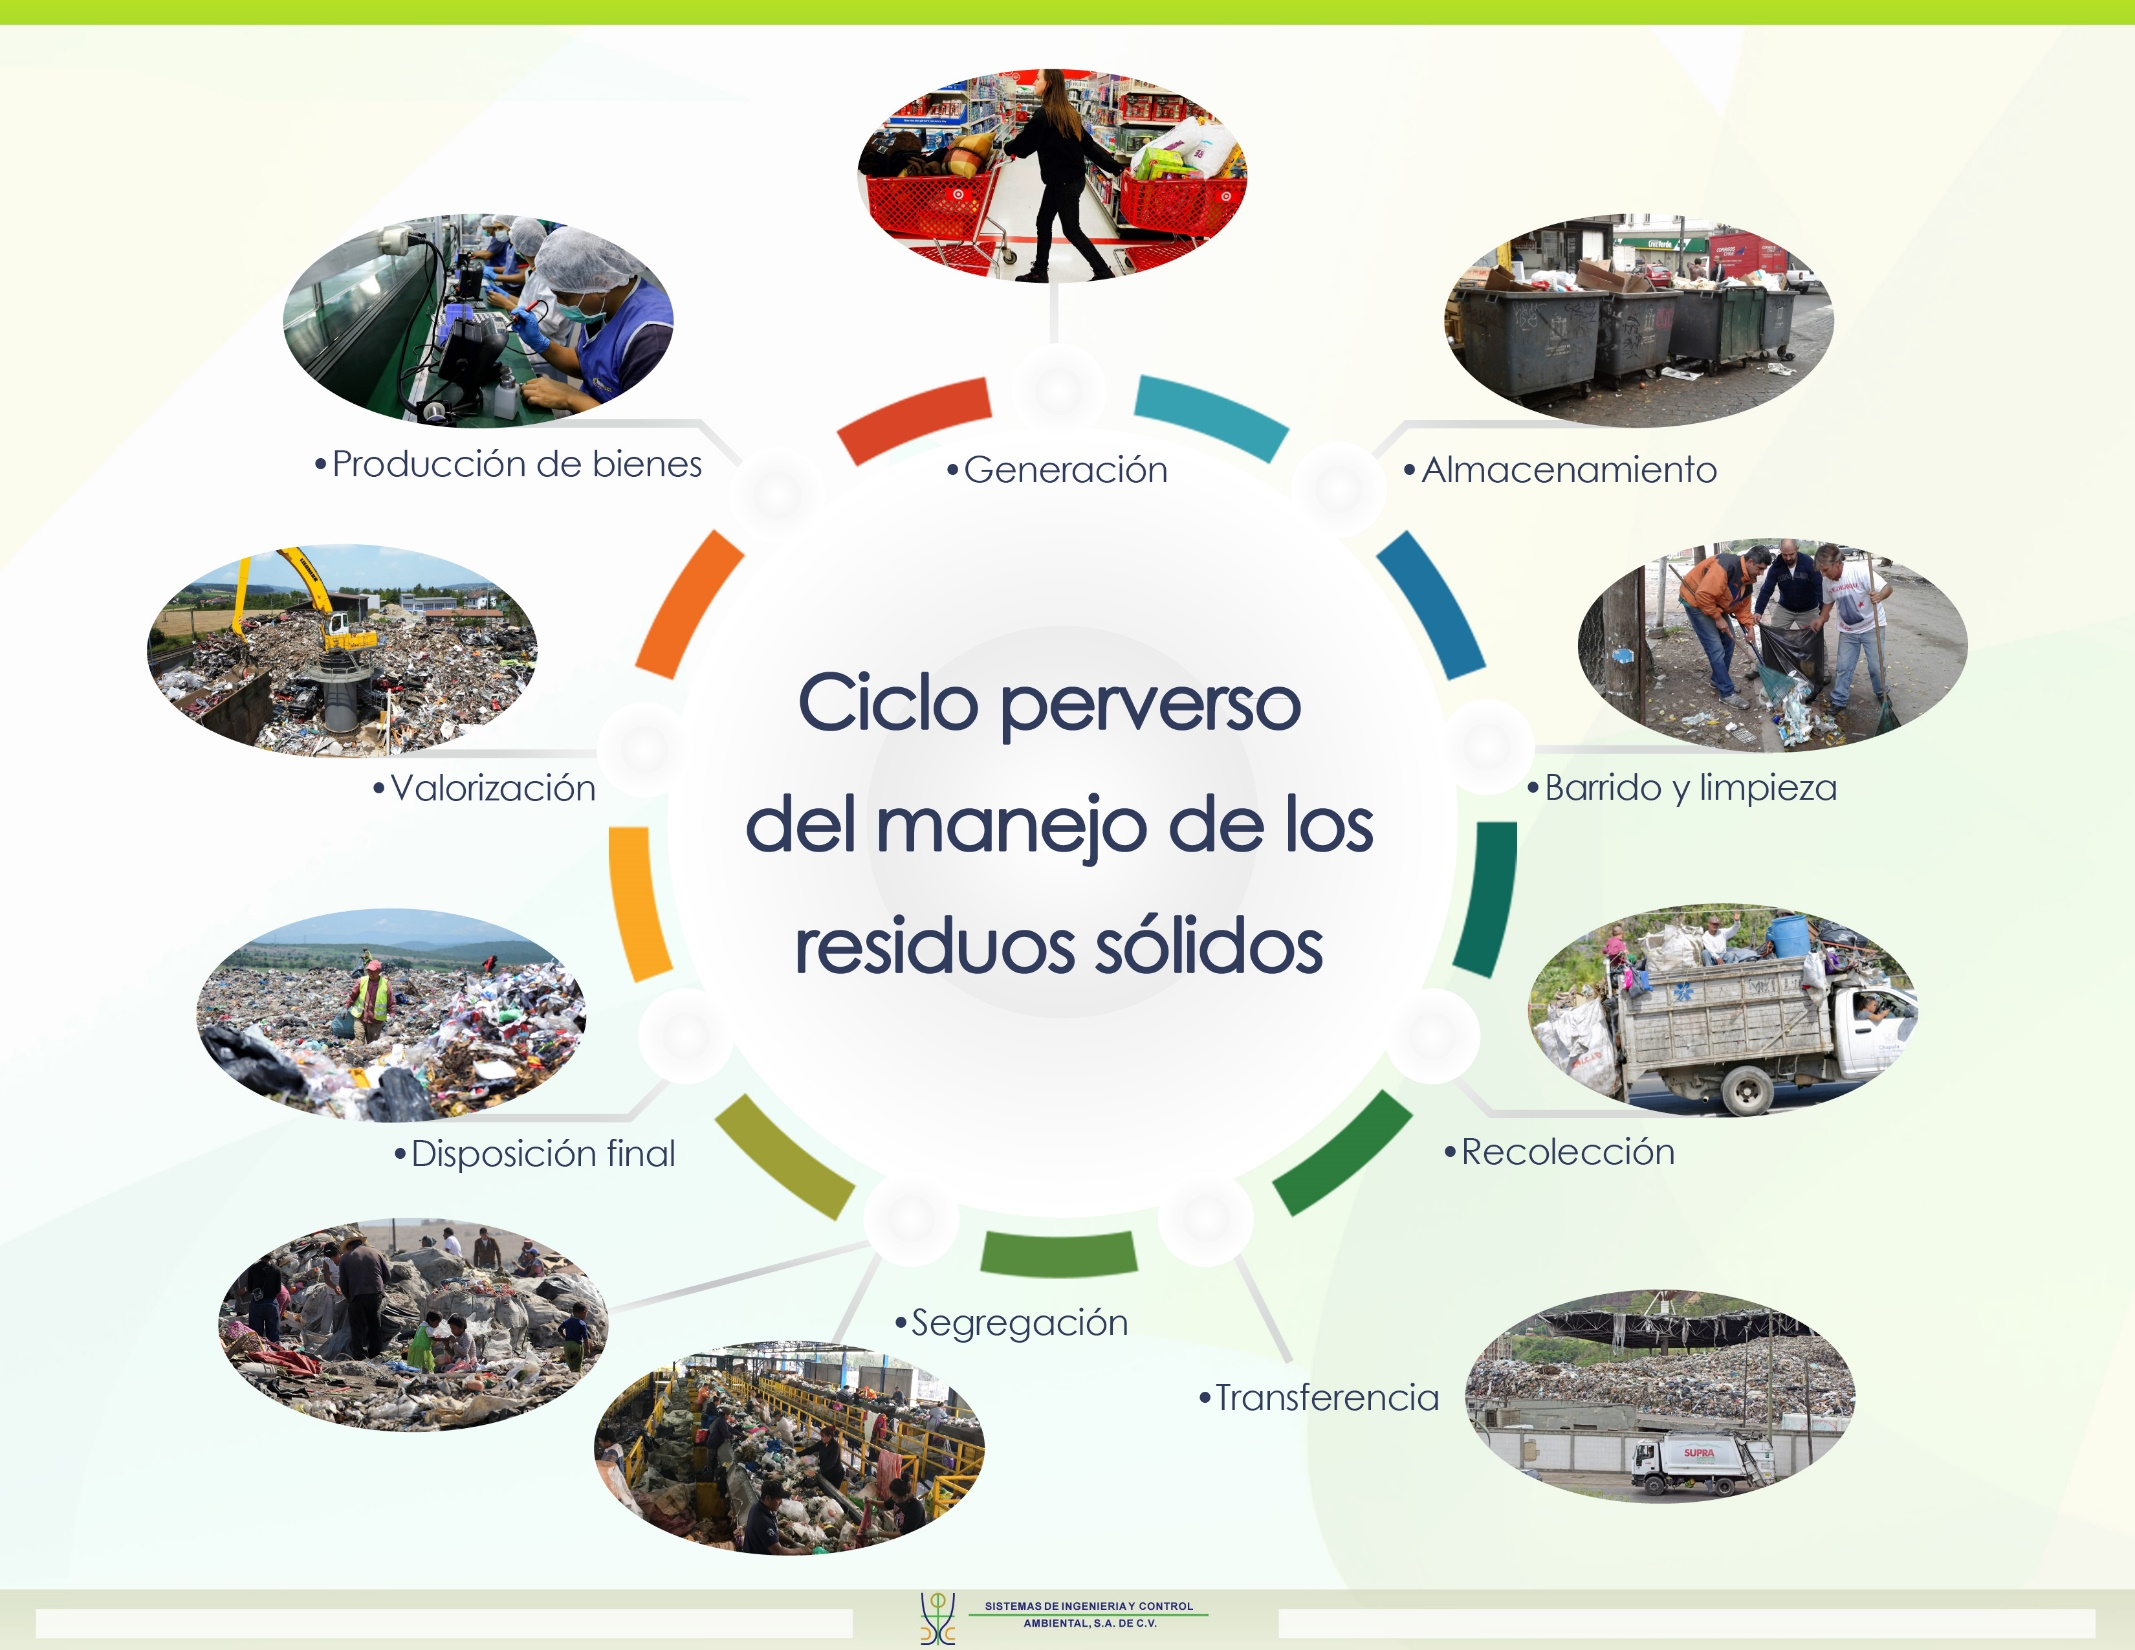 •Generación
•Almacenamiento
•Barrido y limpieza
•Recolección
•Transferencia
SUPRA
•Segregación
•Disposición final
•Valorización
•Producción de bienes
Ciclo perverso
del manejo de los
residuos sólidos
SISTEMAS DE INGENIERIA Y CONTROL
AMBIENTAL, S.A. DE C.V.